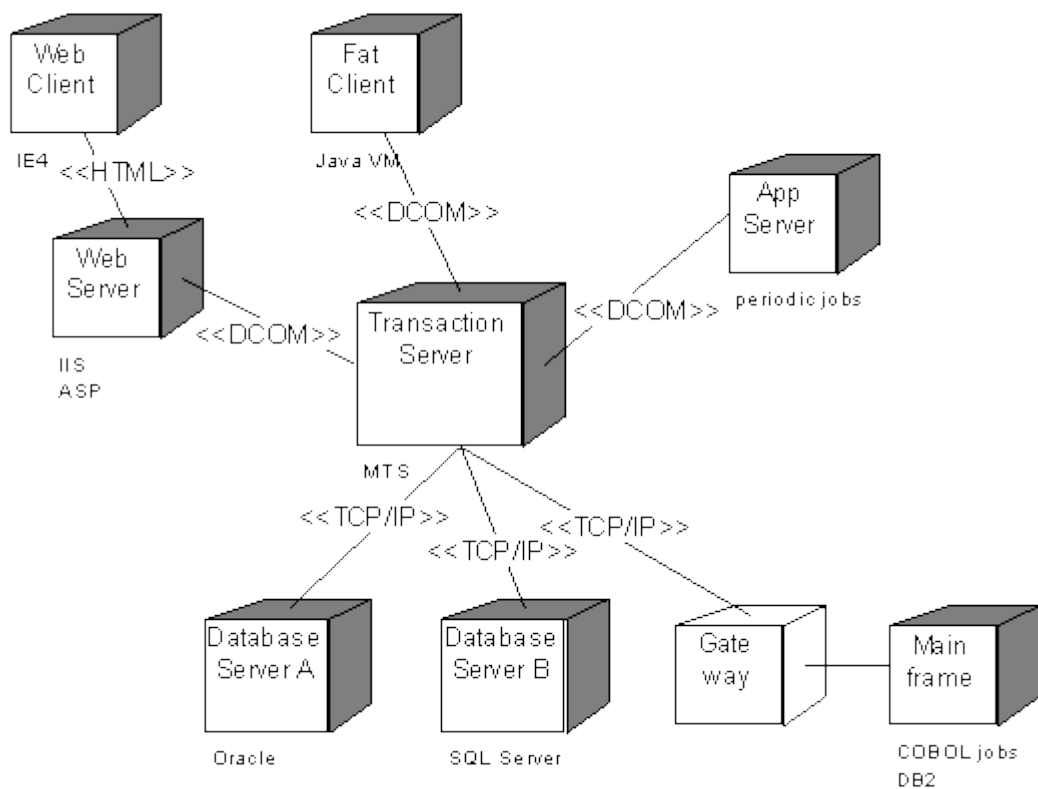 Web
Client
IE4
<<HTML>>
Fat
Client
Java VM
<<DCOM>>
App
Server
periodic jobs
Web
Server
IIS
ASP
<<DCOM>>
Transaction
Server
MTS
<<DCOM>>
<<TCP/IP>>
<<TCP/IP>>
<<TCP/IP>>
Database
Server A
Oracle
Database
Server B
SQL Server
Gate
way
Main
frame
COBOL jobs
DB2